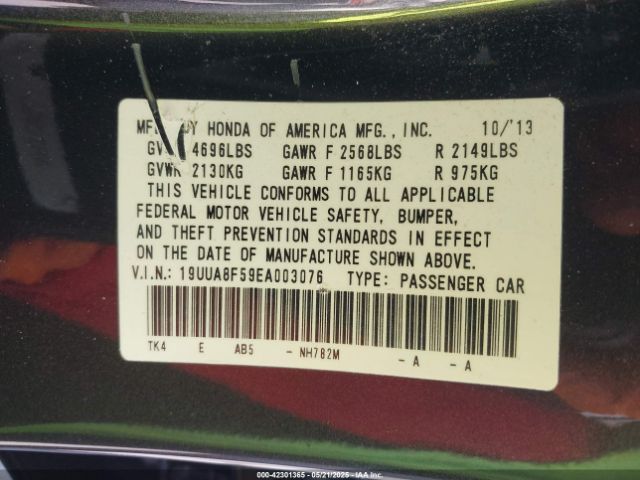 MFD BY HONDA OF AMERICA MFG., INC. 10/'13
4696LBS GAWR F 2568LBS R 2149LBS
GVWR 2130KG GAWR F 1165KG R 975KG
THIS VEHICLE CONFORMS TO ALL APPLICABLE
FEDERAL MOTOR VEHICLE SAFETY, BUMPER,
AND THEFT PREVENTION STANDARDS IN EFFECT
ON THE DATE OF MANUFACTURE SHOWN ABOVE.
V.I.N.: 19UUA8F59EA003076 TYPE: PASSENGER CAR
TK4 E AB5 - NH782M - A - A
000-42301365 - 05/21/2025 - IAA Inc.